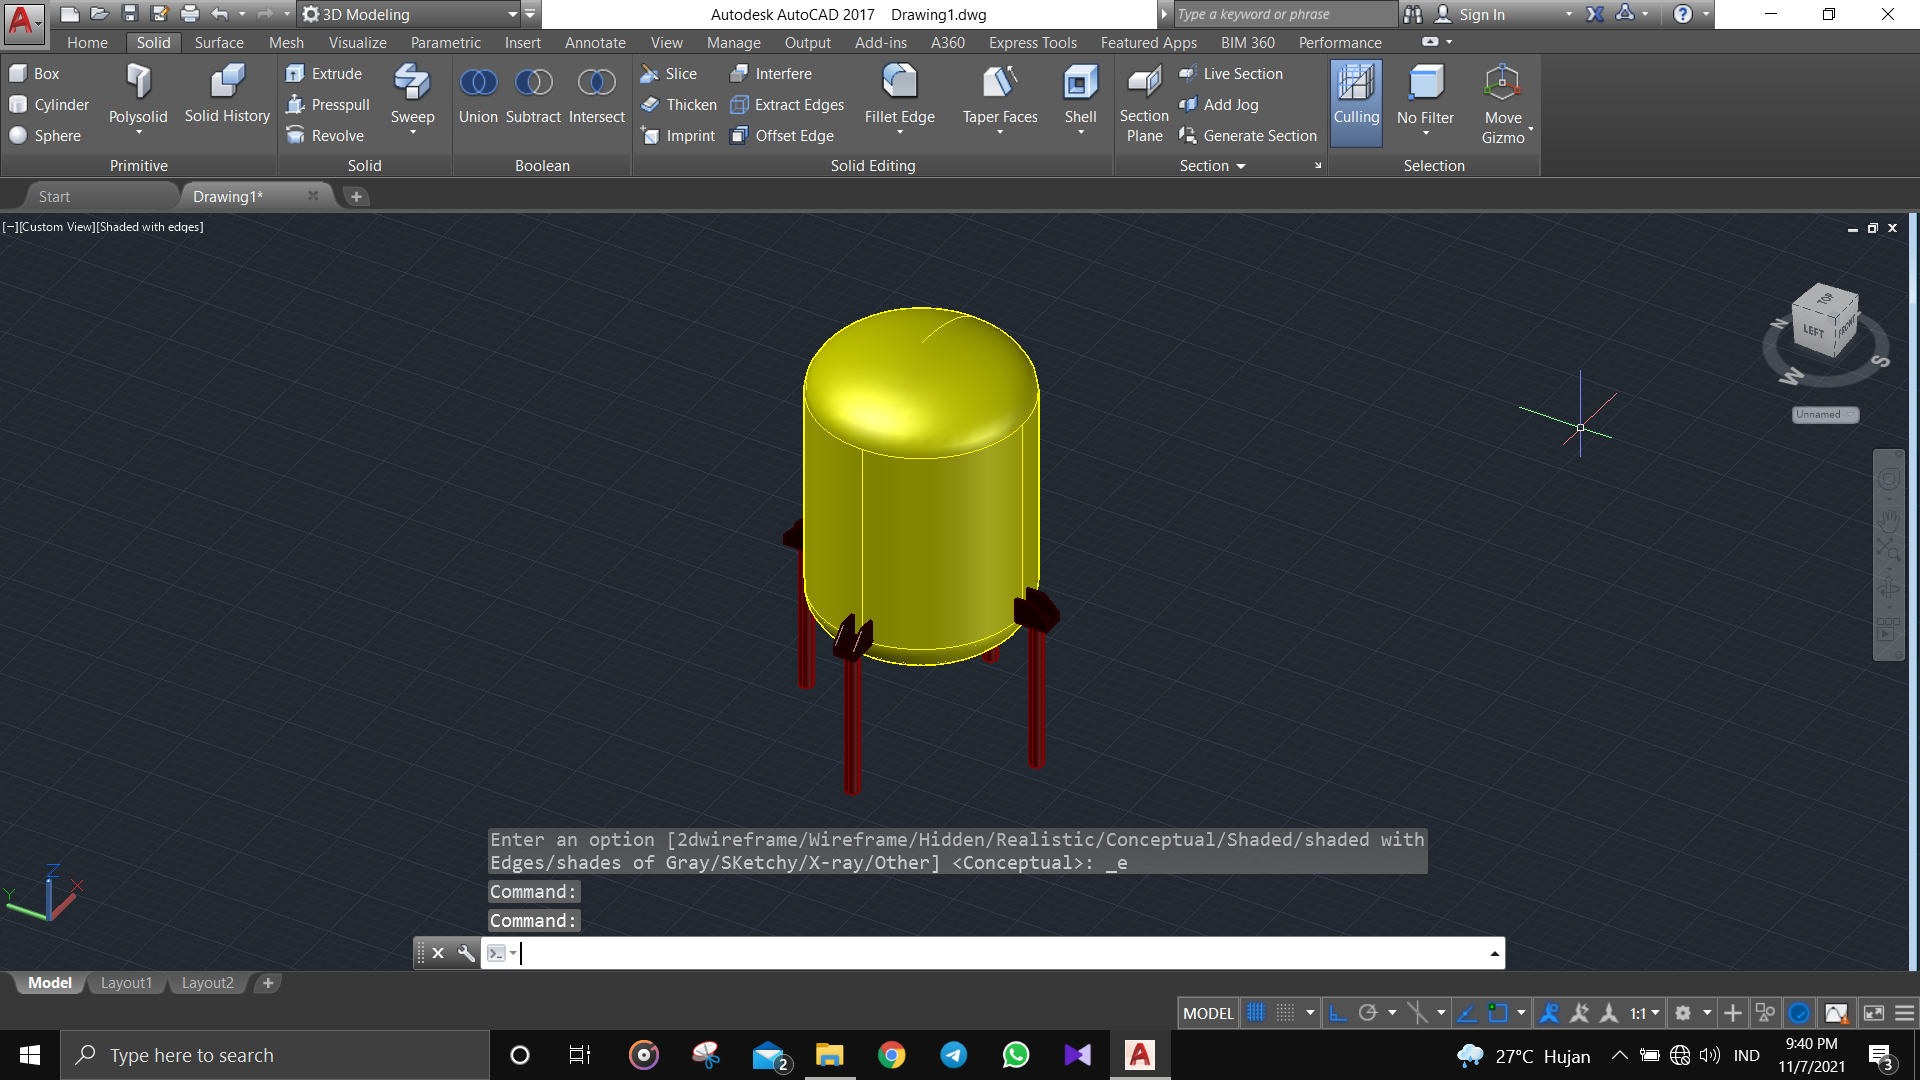 3D Modeling
Autodesk AutoCAD 2017 Drawing1.dwg
Type a keyword or phrase
Sign In
Home Solid Surface Mesh Visualize Parametric Insert Annotate View Manage Output Add-ins A360 Express Tools Featured Apps BIM 360 Performance
Box
Cylinder
Sphere
Polysolid
Solid History
Primitive
Extrude
Presspull
Revolve
Sweep
Solid
Union
Subtract
Intersect
Boolean
Slice
Thicken
Imprint
Interfere
Extract Edges
Offset Edge
Fillet Edge
Taper Faces
Shell
Solid Editing
Section
Plane
Live Section
Add Jog
Generate Section
Section
Culling
No Filter
Move
Gizmo
Selection
Start
Drawing1*
[−][Custom View][Shaded with edges]
TOP
LEFT
FRONT
N
S
W
Unnamed
Enter an option [2dwireframe/Wireframe/Hidden/Realistic/Conceptual/Shaded/shaded with
Edges/shades of Gray/SKetchy/X-ray/Other] <Conceptual>: _e
Command:
Command:
Z
Y
X
Model Layout1 Layout2
MODEL
1:1
Type here to search
2
A
27°C Hujan
IND
9:40 PM
11/7/2021
3